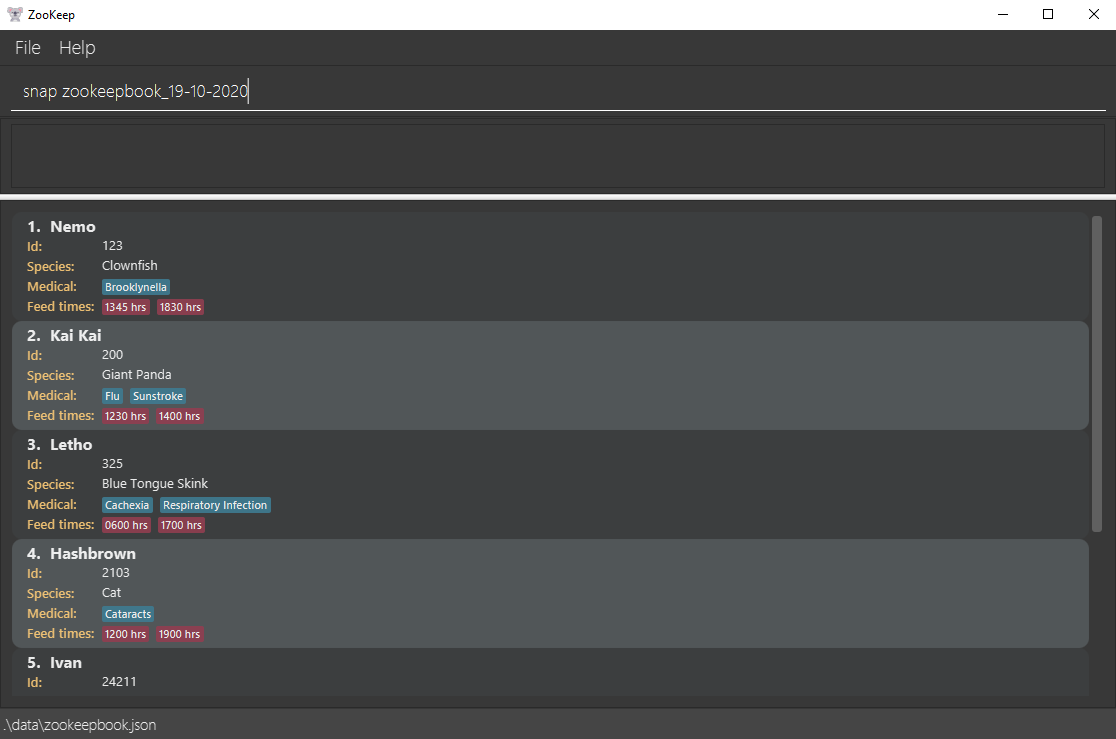 ZooKeep
File Help
snap zookeepbook_19-10-2020
1. Nemo
Id: 123
Species: Clownfish
Medical: Brooklynella
Feed times: 1345 hrs 1830 hrs
2. Kai Kai
Id: 200
Species: Giant Panda
Medical: Flu Sunstroke
Feed times: 1230 hrs 1400 hrs
3. Letho
Id: 325
Species: Blue Tongue Skink
Medical: Cachexia Respiratory Infection
Feed times: 0600 hrs 1700 hrs
4. Hashbrown
Id: 2103
Species: Cat
Medical: Cataracts
Feed times: 1200 hrs 1900 hrs
5. Ivan
Id: 24211
.\data\zookeepbook.json